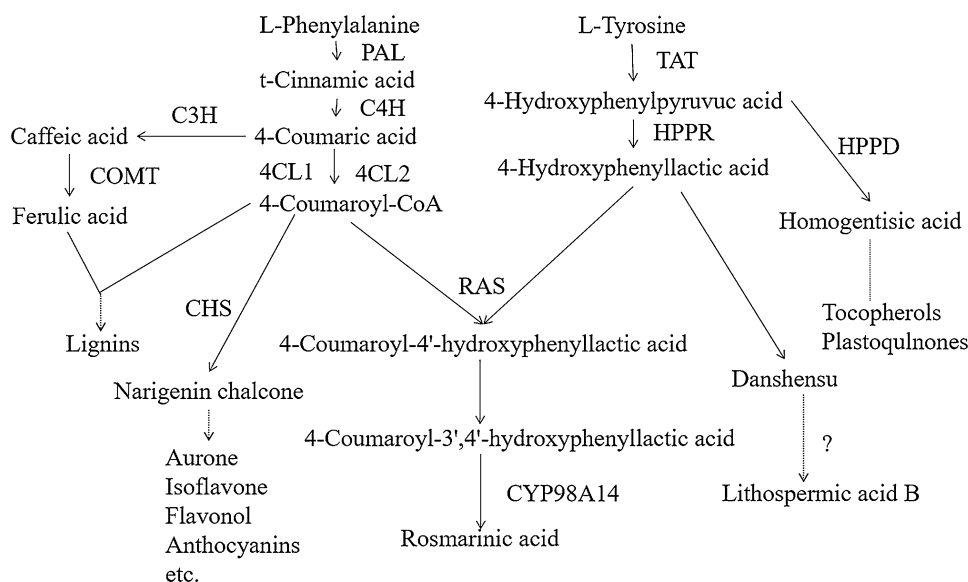 L-Phenylalanine
L-Tyrosine
PAL
TAT
t-Cinnamic acid
4-Hydroxyphenylpyruvuc acid
C3H
C4H
HPPR
Caffeic acid
4-Coumaric acid
HPPD
COMT
4CL1
4CL2
4-Hydroxyphenyllactic acid
Ferulic acid
4-Coumaroyl-CoA
Homogentisic acid
CHS
RAS
Lignins
4-Coumaroyl-4'-hydroxyphenyllactic acid
Tocopherols
Plastoqulnones
Narigenin chalcone
Danshensu
4-Coumaroyl-3',4'-hydroxyphenyllactic acid
?
Aurone
Isoflavone
Flavonol
Anthocyanins
etc.
CYP98A14
Lithospermic acid B
Rosmarinic acid